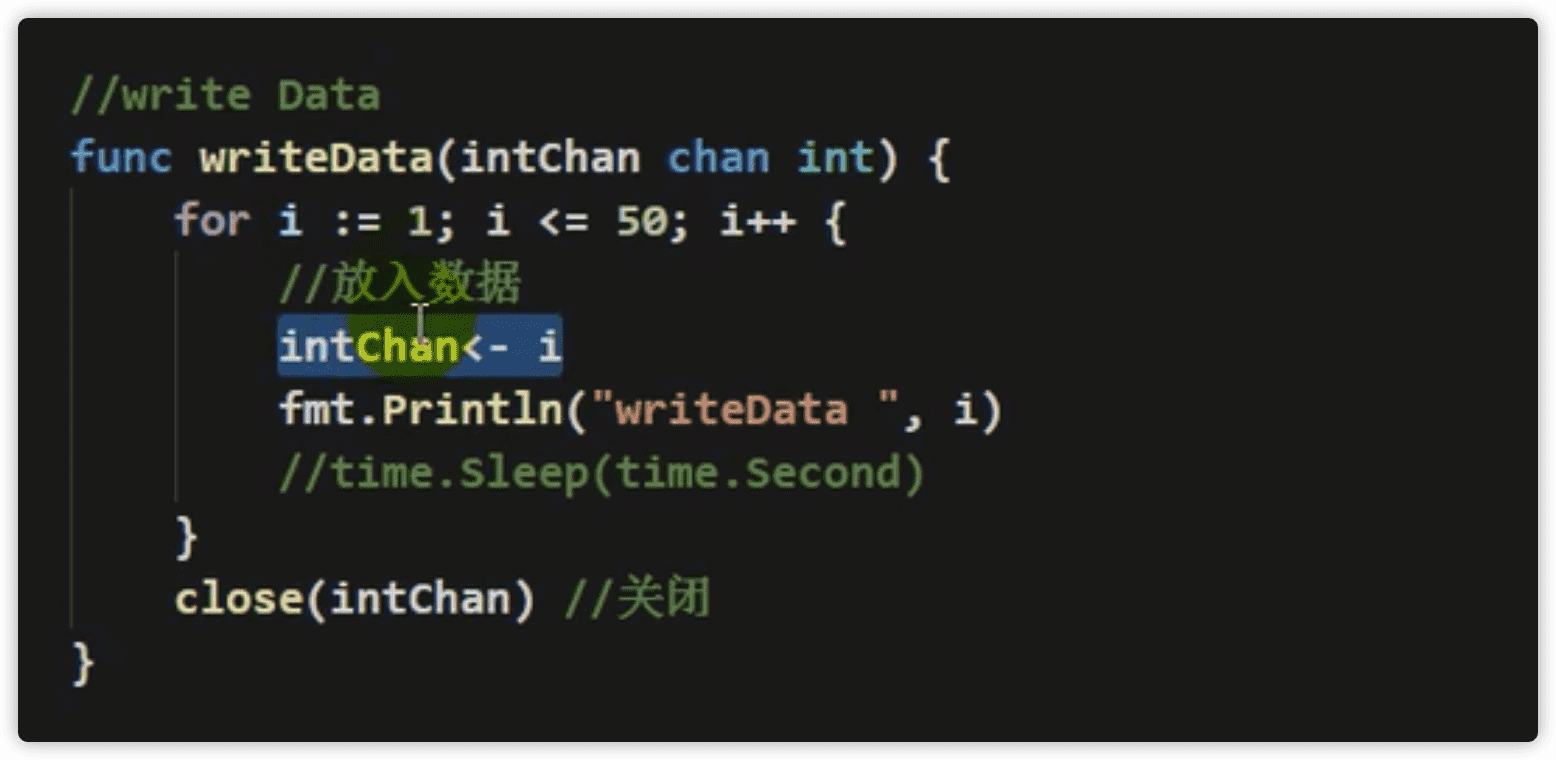 //write Data
func writeData(intChan chan int) {
    for i := 1; i <= 50; i++ {
        //放入数据
        intChan<- i
        fmt.Println("writeData ", i)
        //time.Sleep(time.Second)
    }
    close(intChan) //关闭
}